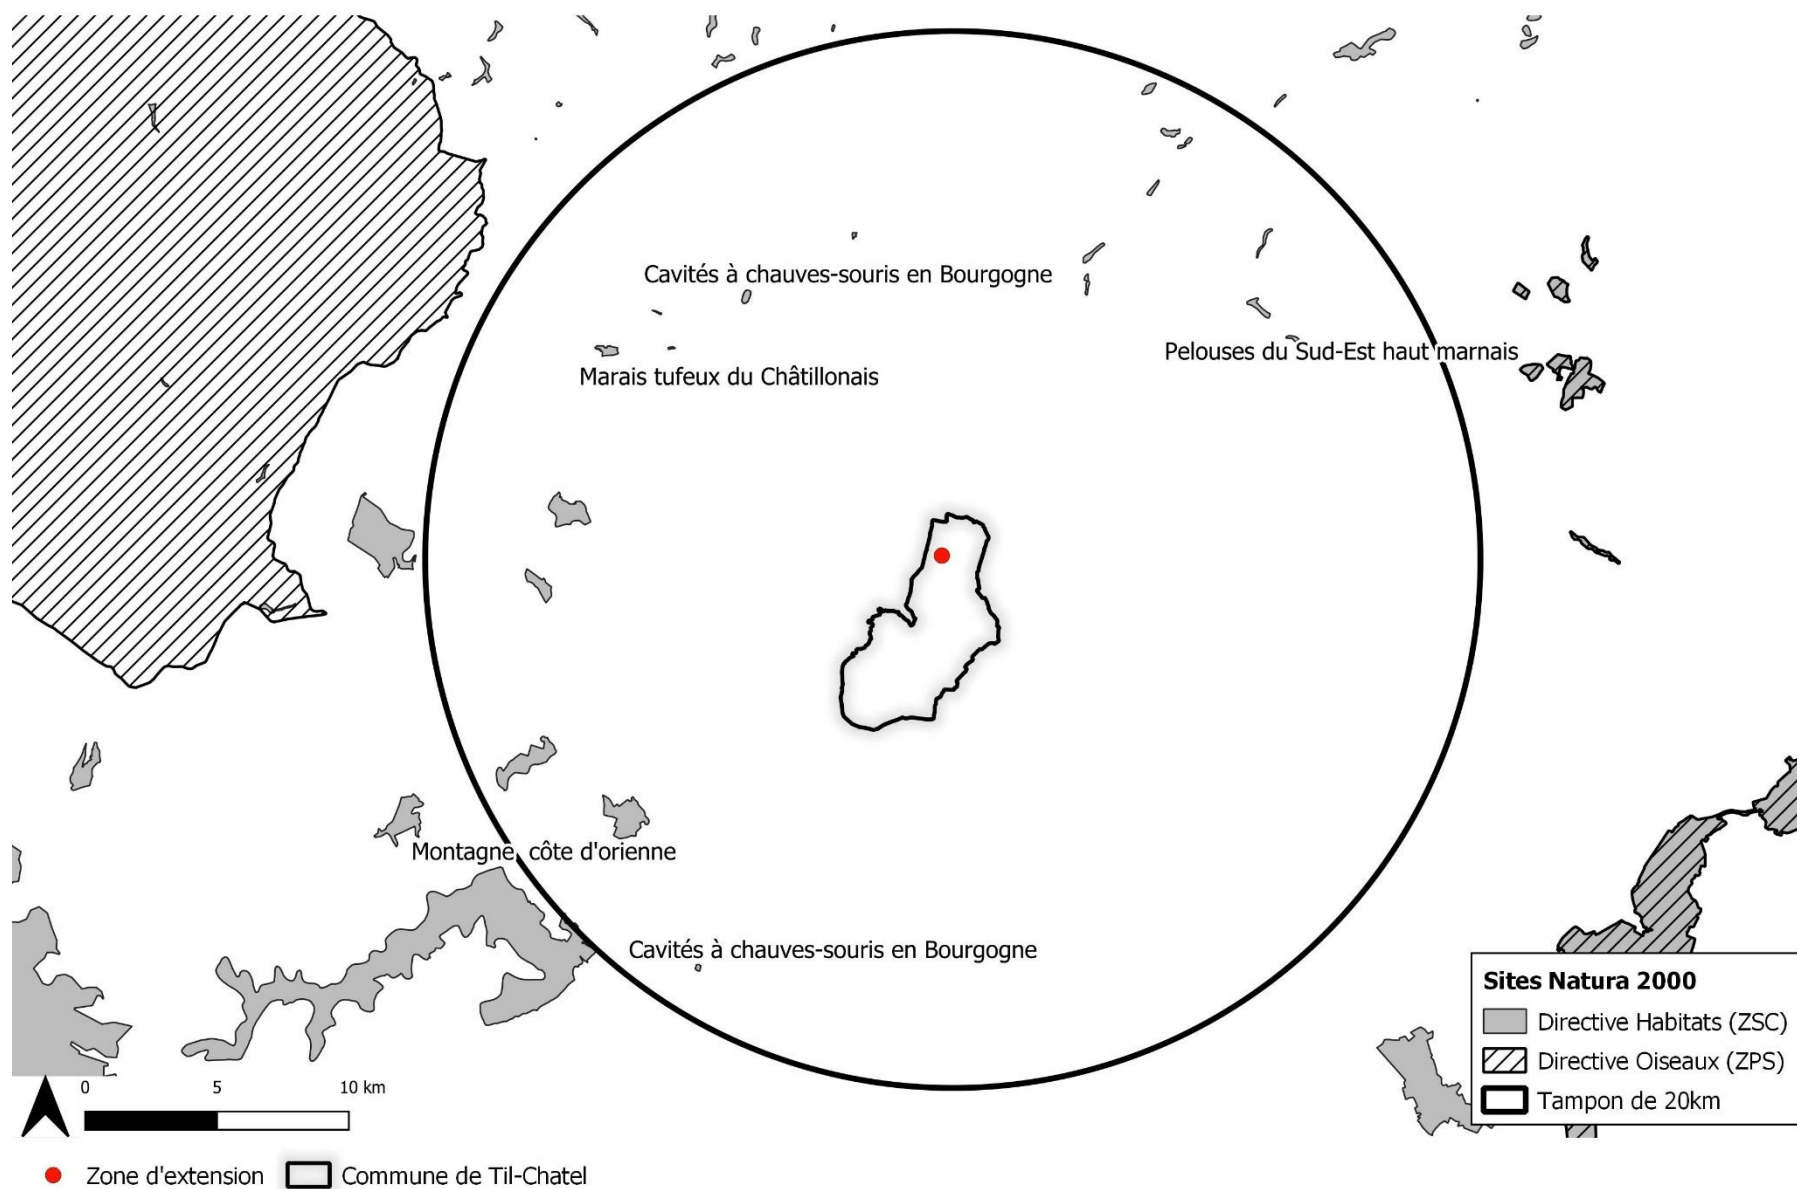 Cavités à chauves-souris en Bourgogne
Pelouses du Sud-Est haut marnais
Marais tufeux du Châtillonais
Montagne côte d'orienne
Cavités à chauves-souris en Bourgogne
Sites Natura 2000
Directive Habitats (ZSC)
Directive Oiseaux (ZPS)
Tampon de 20km
0 5 10 km
Zone d'extension
Commune de Til-Chatel